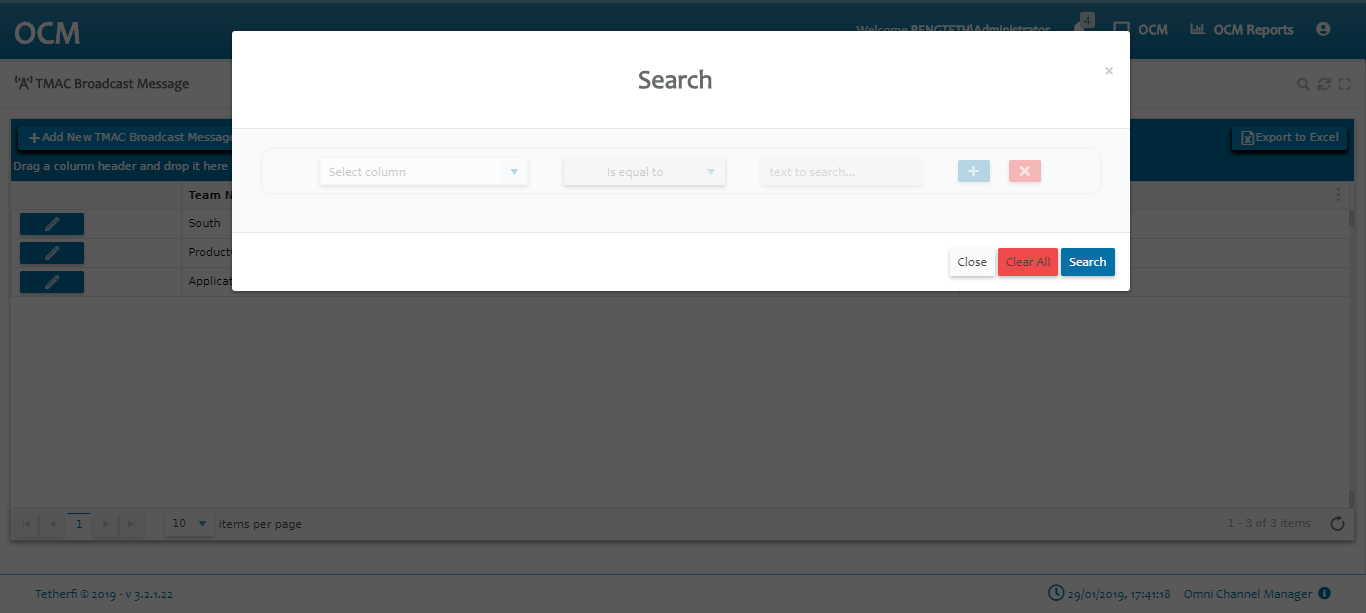 OCM
Welcome BENGTETH\Administrator
4
OCM
OCM Reports
TMAC Broadcast Message
Search
×
Add New TMAC Broadcast Message
Export to Excel
Drag a column header and drop it here
Select column
Is equal to
text to search...
Team N
South
Product
Applicat
Close
Clear All
Search
1
10
items per page
1 - 3 of 3 items
Tetherfi © 2019 - v 3.2.1.22
29/01/2019, 17:41:18
Omni Channel Manager